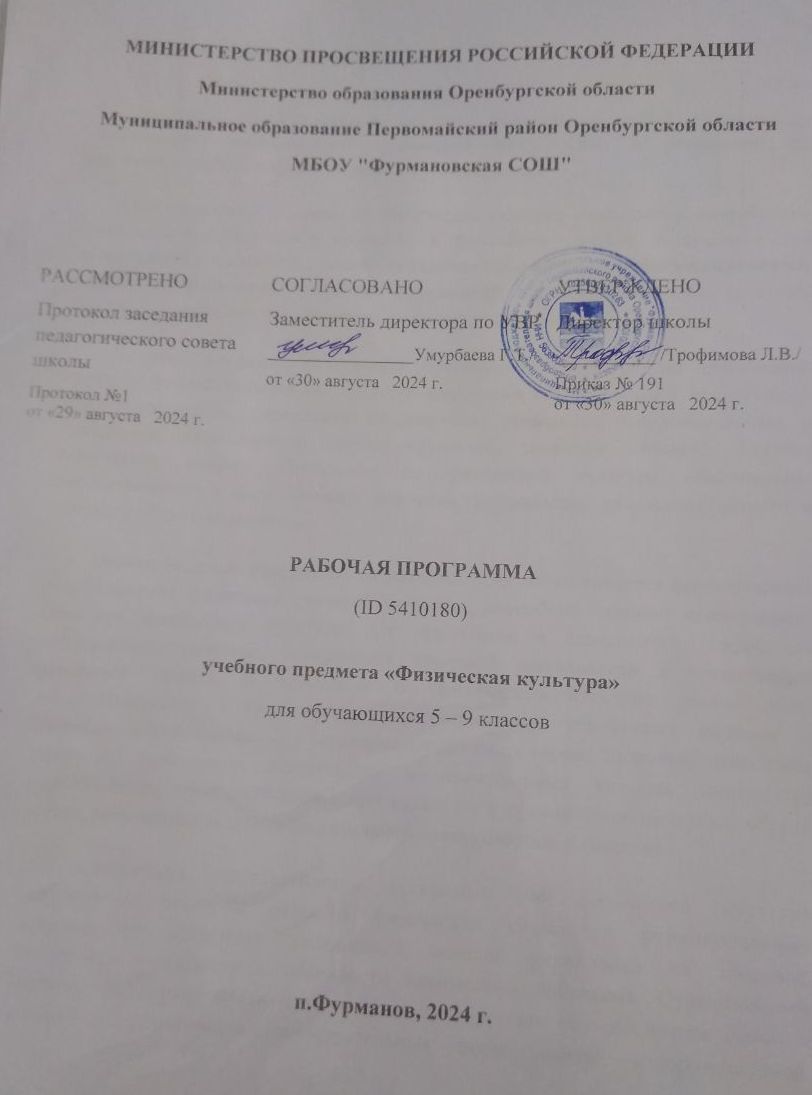 МИНИСТЕРСТВО ПРОСВЕЩЕНИЯ РОССИЙСКОЙ ФЕДЕРАЦИИ
Министерство образования Оренбургской области
Муниципальное образование Первомайский район Оренбургской области
МБОУ "Фурмановская СОШ"
РАССМОТРЕНО
Протокол заседания
педагогического совета
школы
Протокол №1
от «29» августа 2024 г.
СОГЛАСОВАНО
Заместитель директора по УВР
Умурбаева Г.Т.
от «30» августа 2024 г.
УТВЕРЖДЕНО
Директор школы
/Трофимова Л.В./
Приказ № 191
от «30» августа 2024 г.
РАБОЧАЯ ПРОГРАММА
(ID 5410180)
учебного предмета «Физическая культура»
для обучающихся 5 – 9 классов
п.Фурманов, 2024 г.